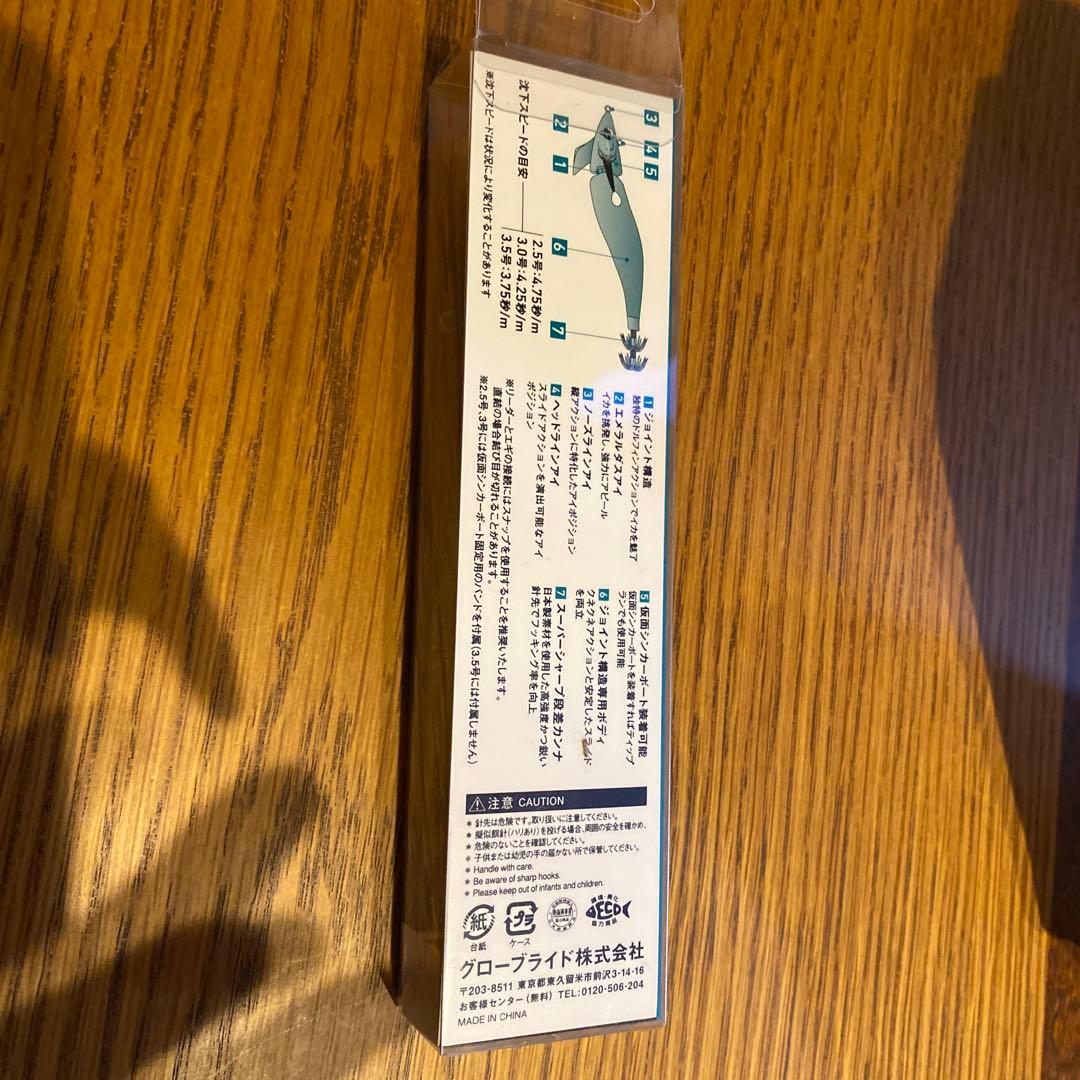 3
4
5
2
1
6
7
沈下スピードの目安
2.5号:4.75秒/m
3.0号:4.25秒/m
3.5号:3.75秒/m
※沈下スピードは状況により変化することがあります
1 ジョイント構造
独特のドルフィンアクションでイカを魅了
2 エメラルダスアイ
イカを挑発し、強力にアピール
3 ノーズラインアイ
縦アクションに特化したアイポジション
4 ヘッドラインアイ
スライドアクションを演出可能なアイ
ポジション
5 仮面シンカーボート装着可能
仮面シンカーボートを装着すればティップ
ランでも使用可能
6 ジョイント構造専用ボディ
クネクネアクションと安定したスライド
を両立
7 スーパーシャープ段差カンナ
日本製素材を使用した高強度かつ鋭い
針先でフッキング率を向上
※リーダーとエギの接続にはスナップを使用することを推奨いたします。
直結の場合結び目が切れることがあります。
※2.5号、3号には仮面シンカーボート固定用のバンドを付属(3.5号には付属しません)
注意 CAUTION
* 針先は危険です。取り扱いに注意してください。
* 擬似餌針(ハリあり)を投げる場合、周囲の安全を確かめ、
* 危険のないことを確認してください。
* 子供または幼児の手の届かない所で保管してください。
* Handle with care.
* Be aware of sharp hooks.
* Please keep out of infants and children.
紙
台紙
プラ
ケース
環境・美化
ECO
協力商品
グローブライド株式会社
〒203-8511 東京都東久留米市前沢3-14-16
お客様センター(無料) TEL:0120-506-204
MADE IN CHINA